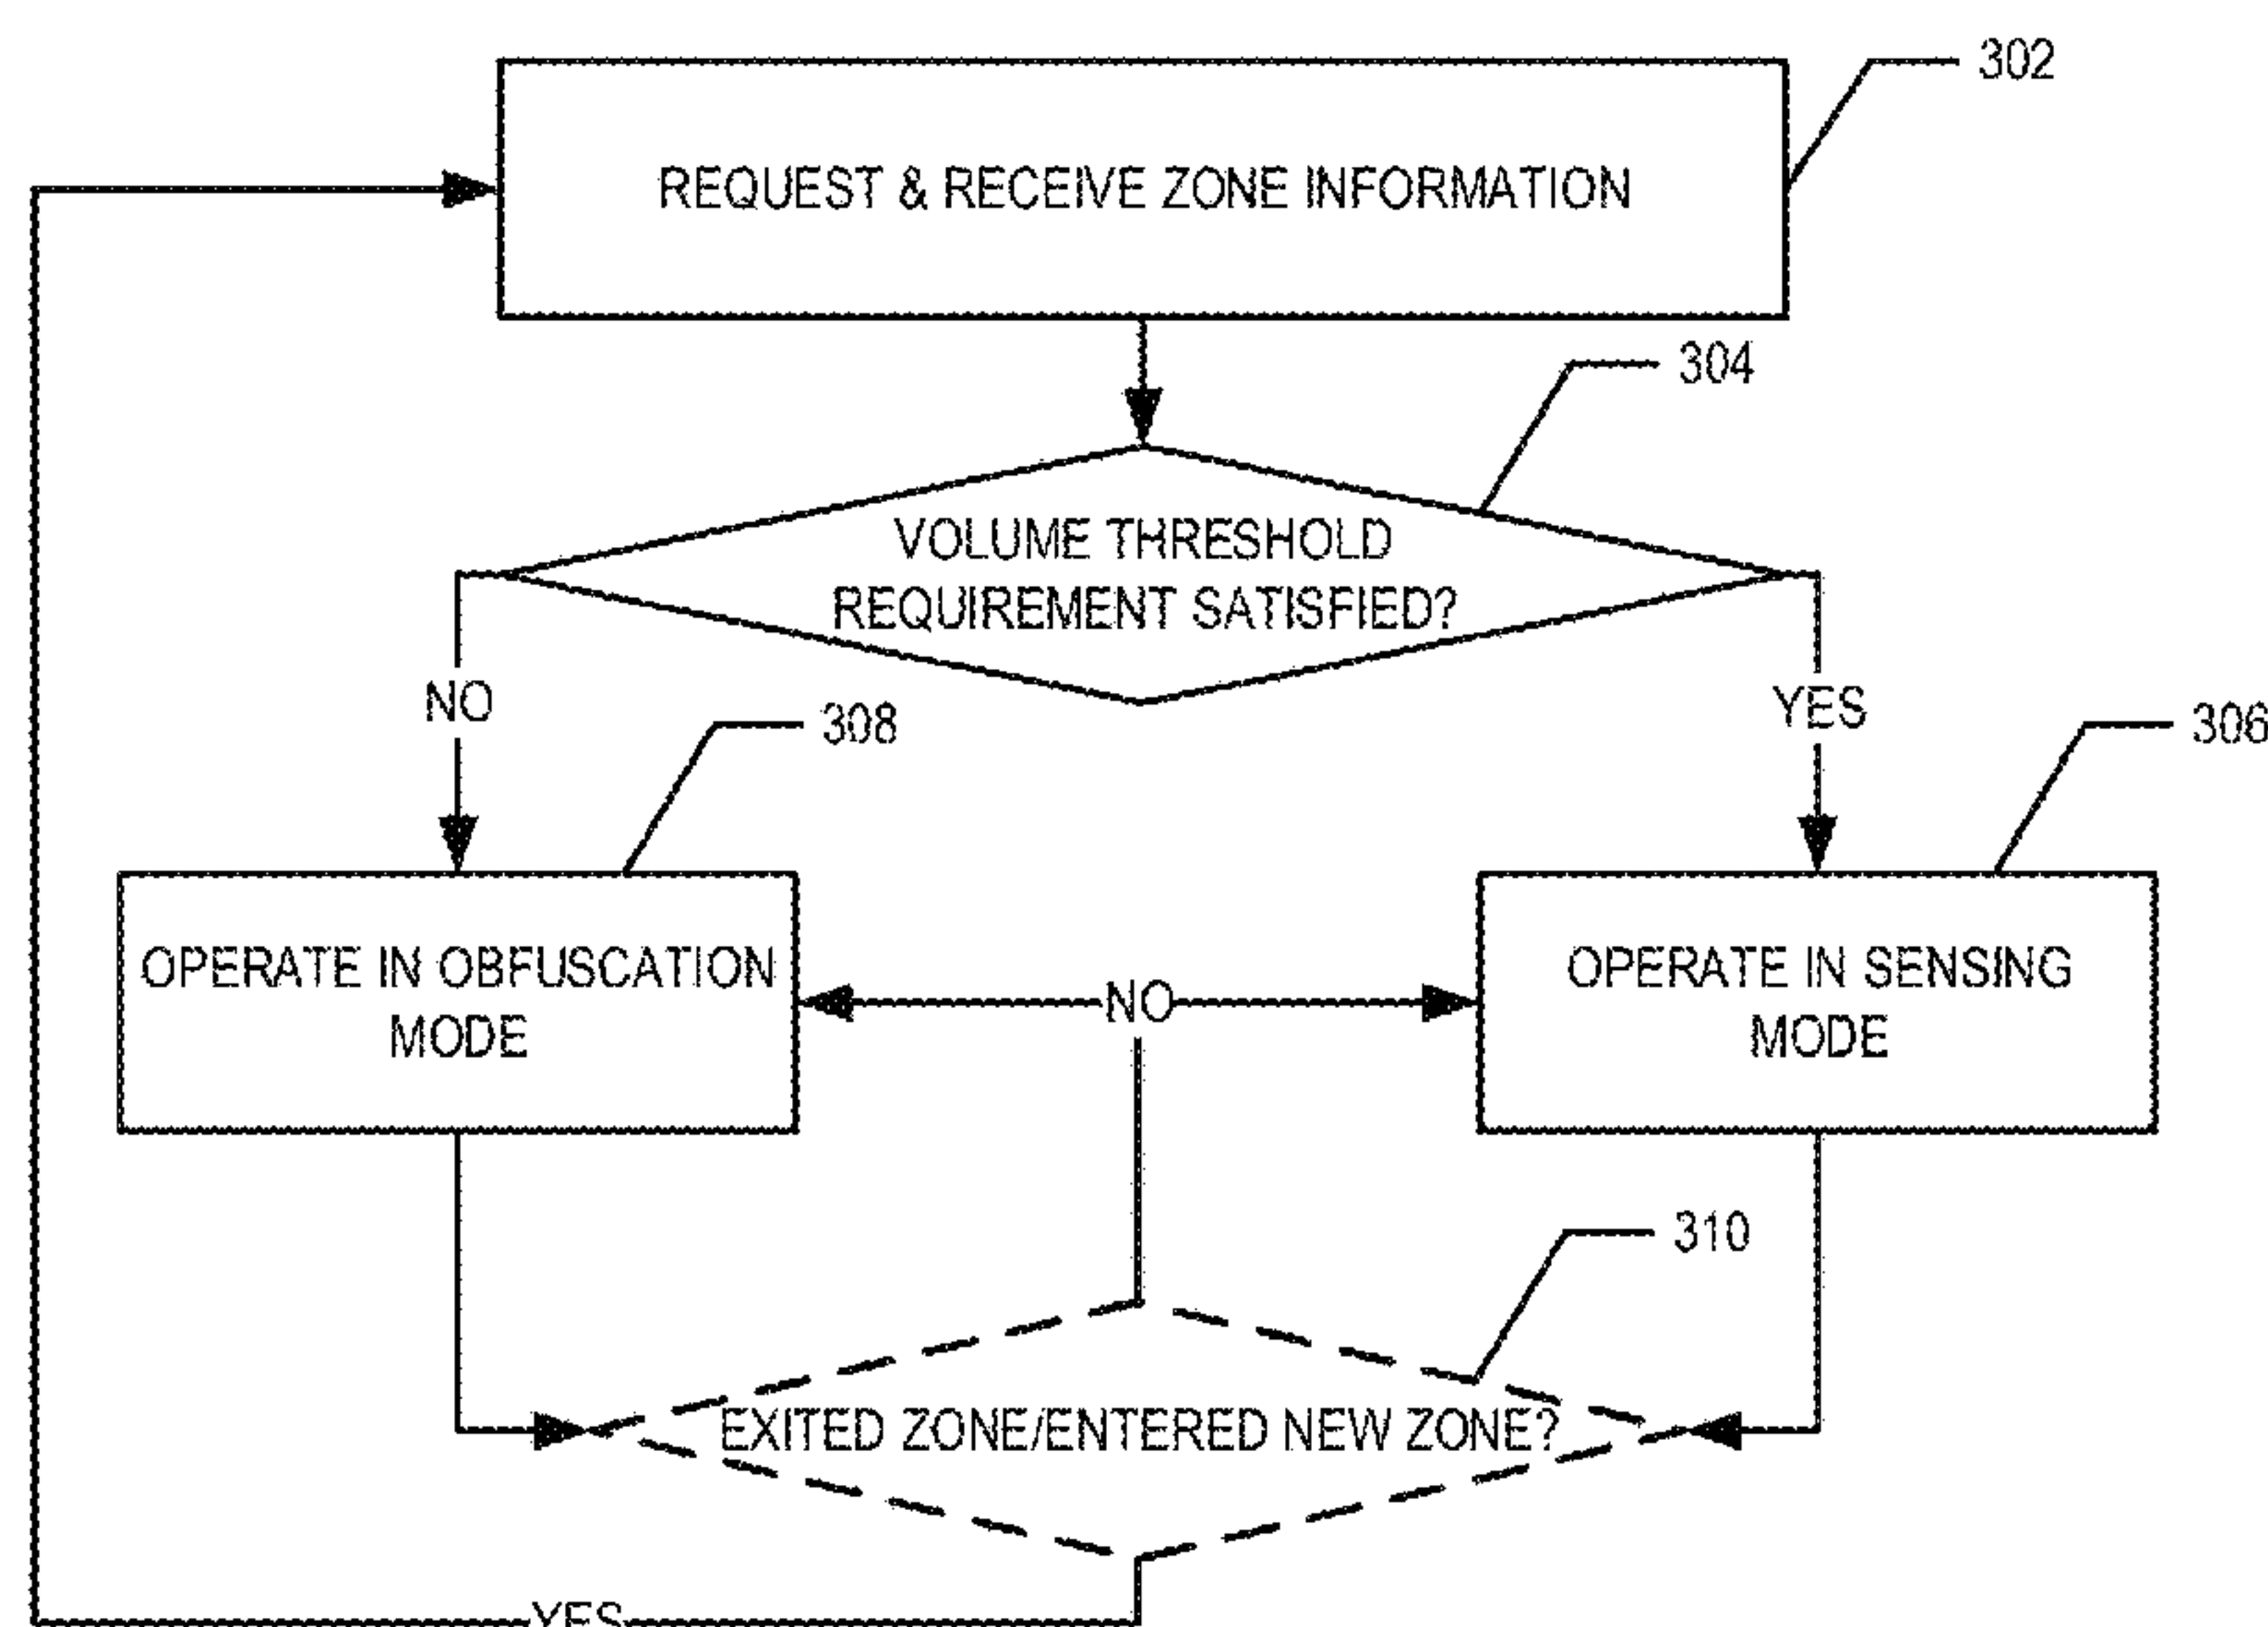 302
REQUEST & RECEIVE ZONE INFORMATION
304
VOLUME THRESHOLD
REQUIREMENT SATISFIED?
NO
YES
308
306
OPERATE IN OBFUSCATION
MODE
NO
OPERATE IN SENSING
MODE
310
EXITED ZONE/ENTERED NEW ZONE?
YES